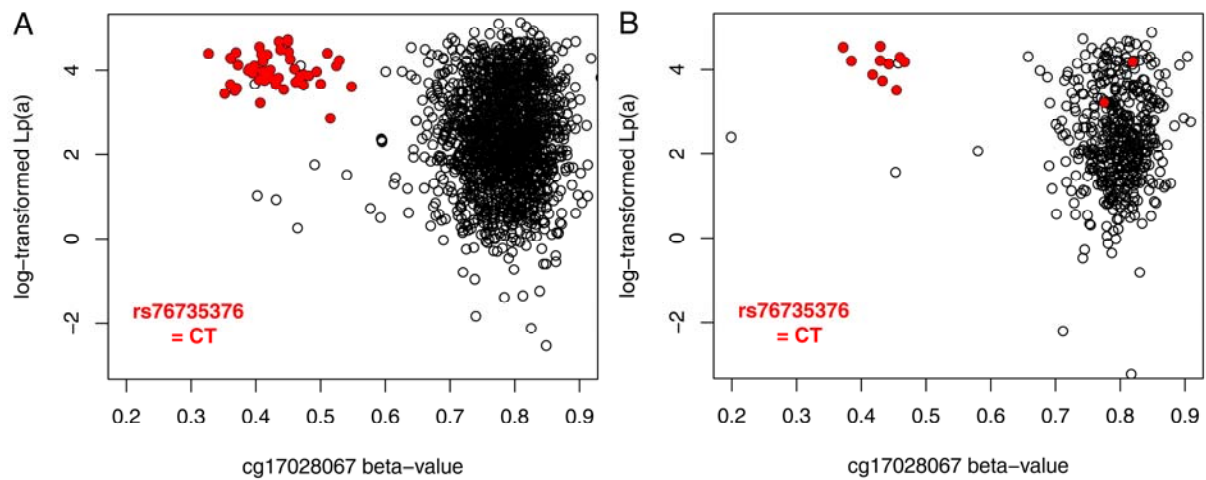 A
log-transformed Lp(a)
4
2
0
-2
rs76735376
= CT
0.2 0.3 0.4 0.5 0.6 0.7 0.8 0.9
cg17028067 beta-value
B
log-transformed Lp(a)
4
2
0
-2
rs76735376
= CT
0.2 0.3 0.4 0.5 0.6 0.7 0.8 0.9
cg17028067 beta-value